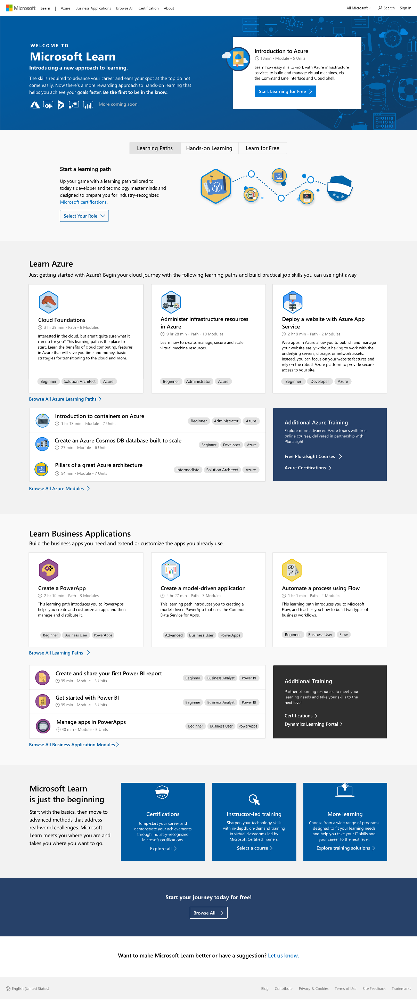 Microsoft Learn | Azure Business Applications Browse All Certification About All Microsoft Search Sign In
WELCOME TO
Microsoft Learn
Introducing a new approach to learning.
The skills required to advance your career and earn your spot at the top do not
come easily. Now there's a more rewarding approach to hands-on learning that
helps you achieve your goals faster. Be the first to be in the know.
More coming soon!
Introduction to Azure
18min - Module - 5 Units
Learn how easy it is to work with Azure infrastructure
services to build and manage virtual machines, via
the Command Line Interface and Cloud Shell.
Start Learning for Free
Learning Paths Hands-on Learning Learn for Free
Start a learning path
Up your game with a learning path tailored to
today's developer and technology masterminds and
designed to prepare you for industry-recognized
Microsoft certifications.
Select Your Role
Learn Azure
Just getting started with Azure? Begin your cloud journey with the following learning paths and build practical job skills you can use right away.
Cloud Foundations
3 hr 29 min - Path - 6 Modules
Interested in the cloud, but aren't quite sure what it
can do for you? This learning path is the place to
start. Learn the benefits of cloud computing, features
in Azure that will save you time and money, basic
strategies for transitioning to the cloud and more.
Beginner Solution Architect Azure
Administer infrastructure resources
in Azure
9 hr 28 min - Path - 10 Modules
Learn how to create, manage, secure and scale
virtual machine resources.
Beginner Administrator Azure
Deploy a website with Azure App
Service
2 hr 9 min - Path - 2 Modules
Web apps in Azure allow you to publish and manage
your website easily without having to work with the
underlying servers, storage, or network assets.
Instead, you can focus on your website features and
rely on the robust Azure platform to provide secure
access to your site.
Beginner Developer Azure
Browse All Azure Learning Paths
Introduction to containers on Azure
1 hr 13 min - Module - 7 Units
Beginner Administrator Azure
Create an Azure Cosmos DB database built to scale
27 min - Module - 6 Units
Beginner Developer Azure
Pillars of a great Azure architecture
54 min - Module - 7 Units
Intermediate Solution Architect Azure
Additional Azure Training
Explore more advanced Azure topics with free
online courses, delivered in partnership with
Pluralsight.
Free Pluralsight Courses
Azure Certifications
Browse All Azure Modules
Learn Business Applications
Build the business apps you need and extend or customize the apps you already use.
Create a PowerApp
2 hr 10 min - Path - 3 Modules
This learning path introduces you to PowerApps,
helps you create and customize an app, and then
manage and distribute it.
Beginner Business User PowerApps
Create a model-driven application
2 hr 27 min - Path - 3 Modules
This learning path introduces you to creating a
model-driven PowerApp that uses the Common
Data Service for Apps.
Advanced Business User PowerApps
Automate a process using Flow
1 hr 1 min - Path - 2 Modules
This learning path introduces you to Microsoft
Flow, and teaches you how to build two types of
business workflows.
Beginner Business User Flow
Browse All Learning Paths
Create and share your first Power BI report
39 min - Module - 5 Units
Beginner Business Analyst Power BI
Get started with Power BI
39 min - Module - 5 Units
Beginner Business Analyst Power BI
Manage apps in PowerApps
40 min - Module - 5 Units
Beginner Business User PowerApps
Additional Training
Partner eLearning resources to meet your
learning needs and take your skills to the
next level.
Certifications
Dynamics Learning Portal
Browse All Business Application Modules
Microsoft Learn
is just the beginning
Start with the basics, then move to
advanced methods that address
real-world challenges. Microsoft
Learn meets you where you are and
takes you where you want to go.
Certifications
Jump-start your career and
demonstrate your achievements
through industry-recognized
Microsoft certifications.
Explore all
Instructor-led training
Sharpen your technology skills
with in-depth, on-demand training
in virtual classrooms led by
Microsoft Certified Trainers.
Select a course
More learning
Choose from a wide range of programs
designed to fit your learning needs
and help you take your IT skills and
your career to the next level.
Explore training solutions
Start your journey today for free!
Browse All
Want to make Microsoft Learn better or have a suggestion? Let us know.
English (United States) Blog Contribute Privacy & Cookies Terms of Use Site Feedback Trademarks